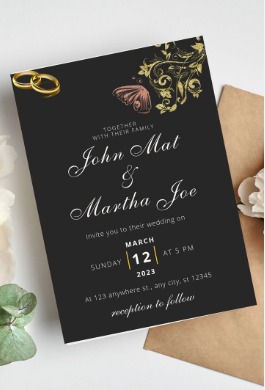 TOGETHER
WITH THEIR FAMILY
John Mat
&
Martha Joe
Invite you to their wedding on
MARCH
SUNDAY 12 AT 5 PM
2023
At 123 anywhere st., any city, st 12345
reception to follow